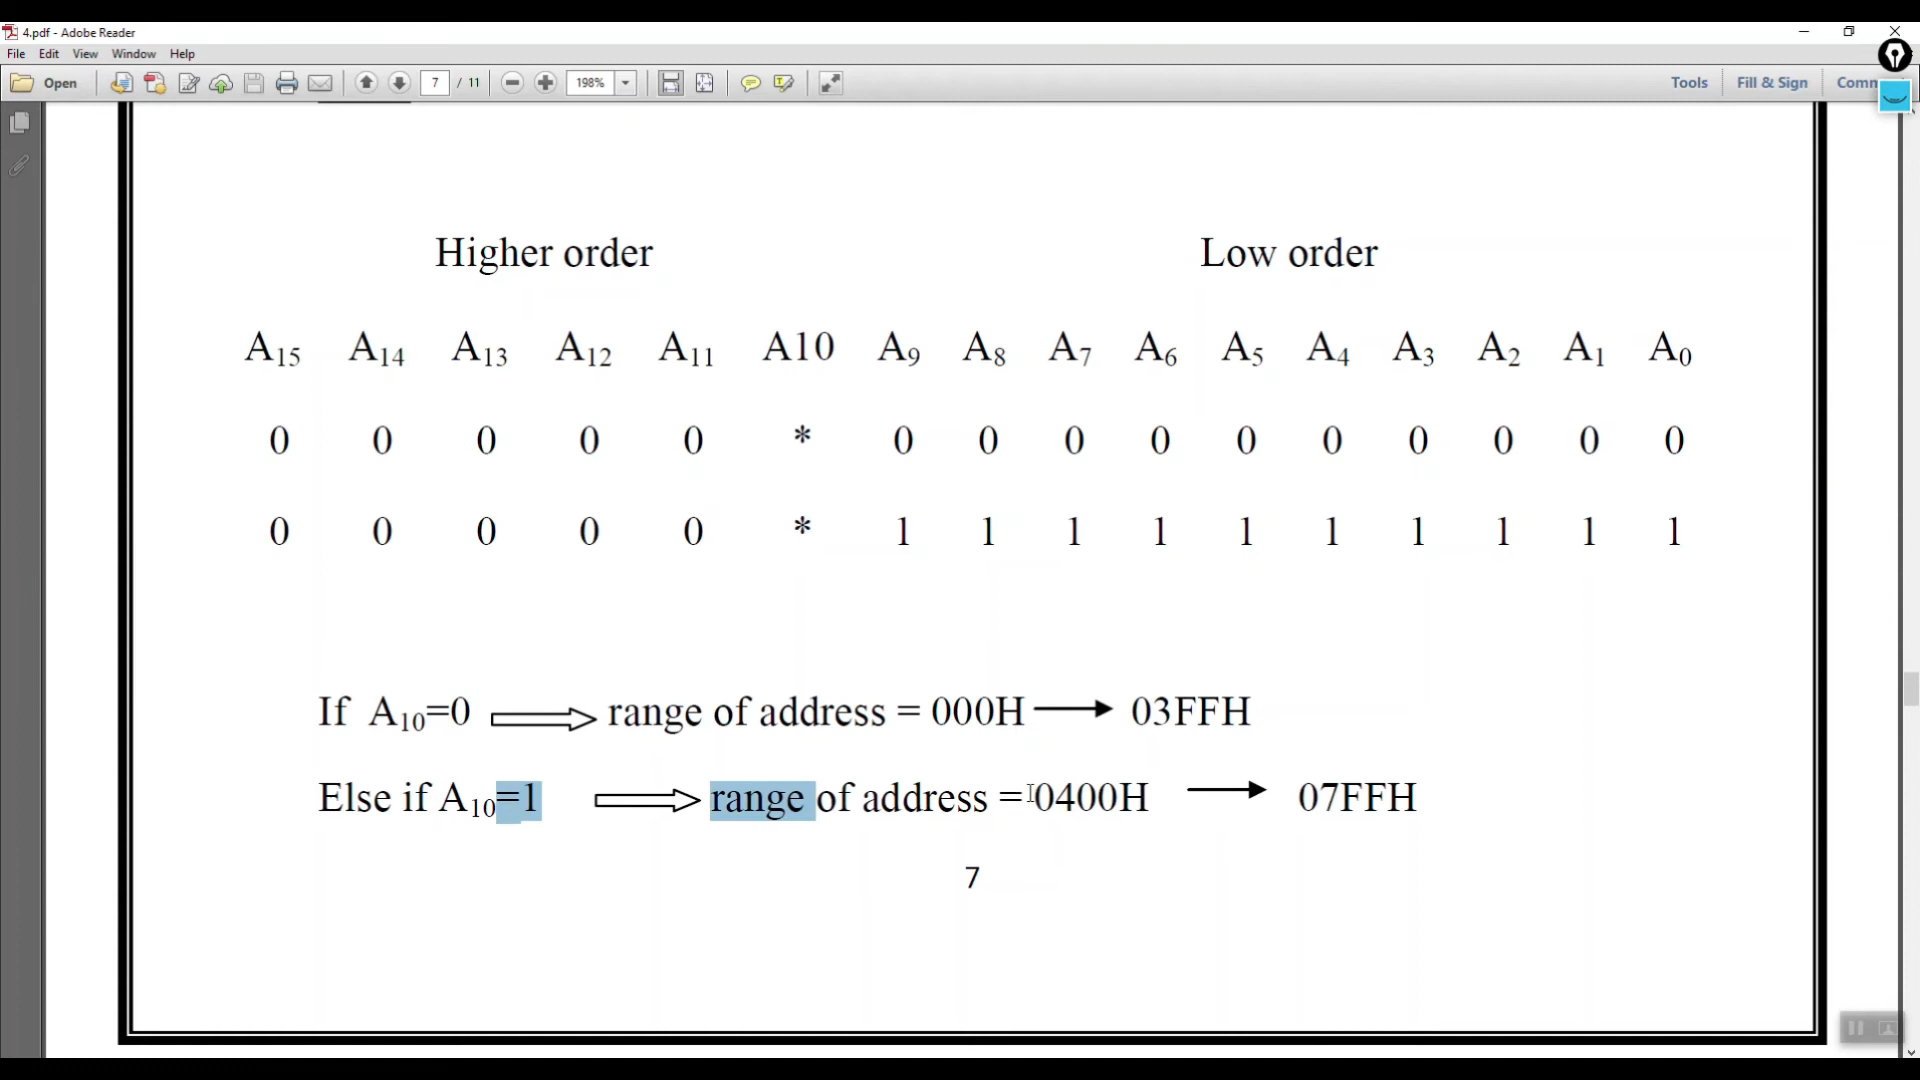 4.pdf - Adobe Reader
File Edit View Window Help
Open 7 / 11 198% Tools Fill & Sign
Higher order Low order
A15 A14 A13 A12 A11 A10 A9 A8 A7 A6 A5 A4 A3 A2 A1 A0
0 0 0 0 0 * 0 0 0 0 0 0 0 0 0 0
0 0 0 0 0 * 1 1 1 1 1 1 1 1 1 1
If A10=0 ⇒ range of address = 000H → 03FFH
Else if A10=1 ⇒ range of address = 0400H → 07FFH
7